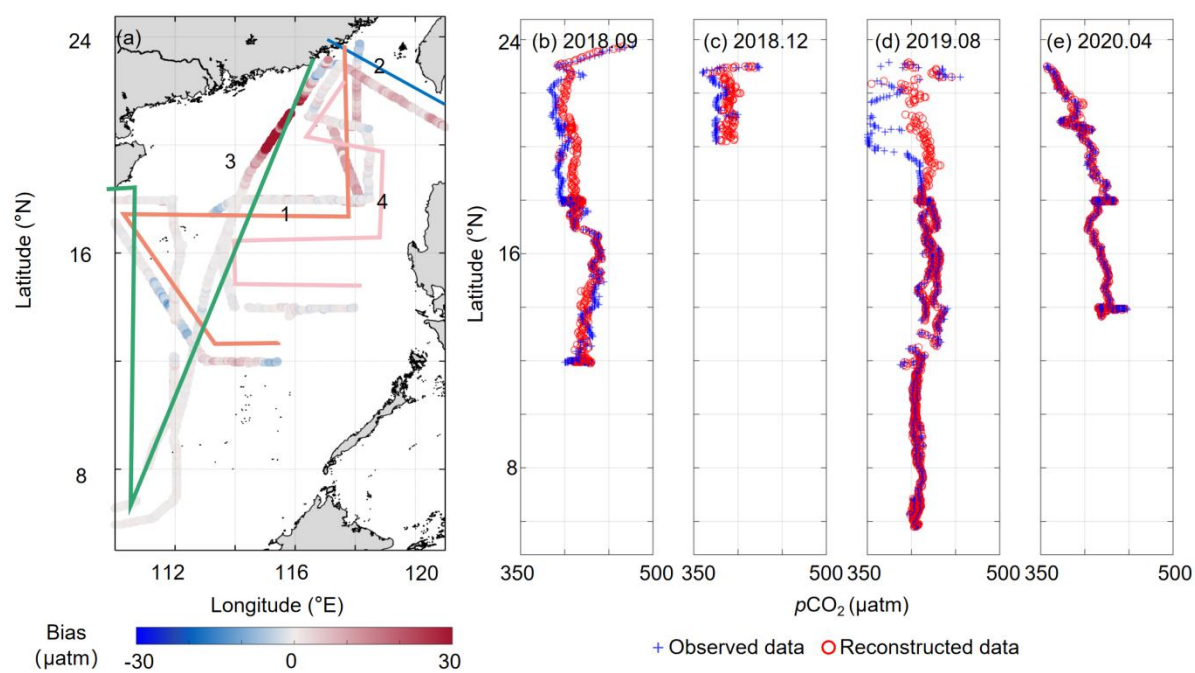 (a)
24
16
8
Latitude (°N)
1
2
3
4
112
116
120
Longitude (°E)
Bias
(μatm)
-30
0
30
(b) 2018.09
(c) 2018.12
(d) 2019.08
(e) 2020.04
24
16
8
Latitude (°N)
350
500
350
500
350
500
350
500
pCO₂ (μatm)
+ Observed data
○ Reconstructed data